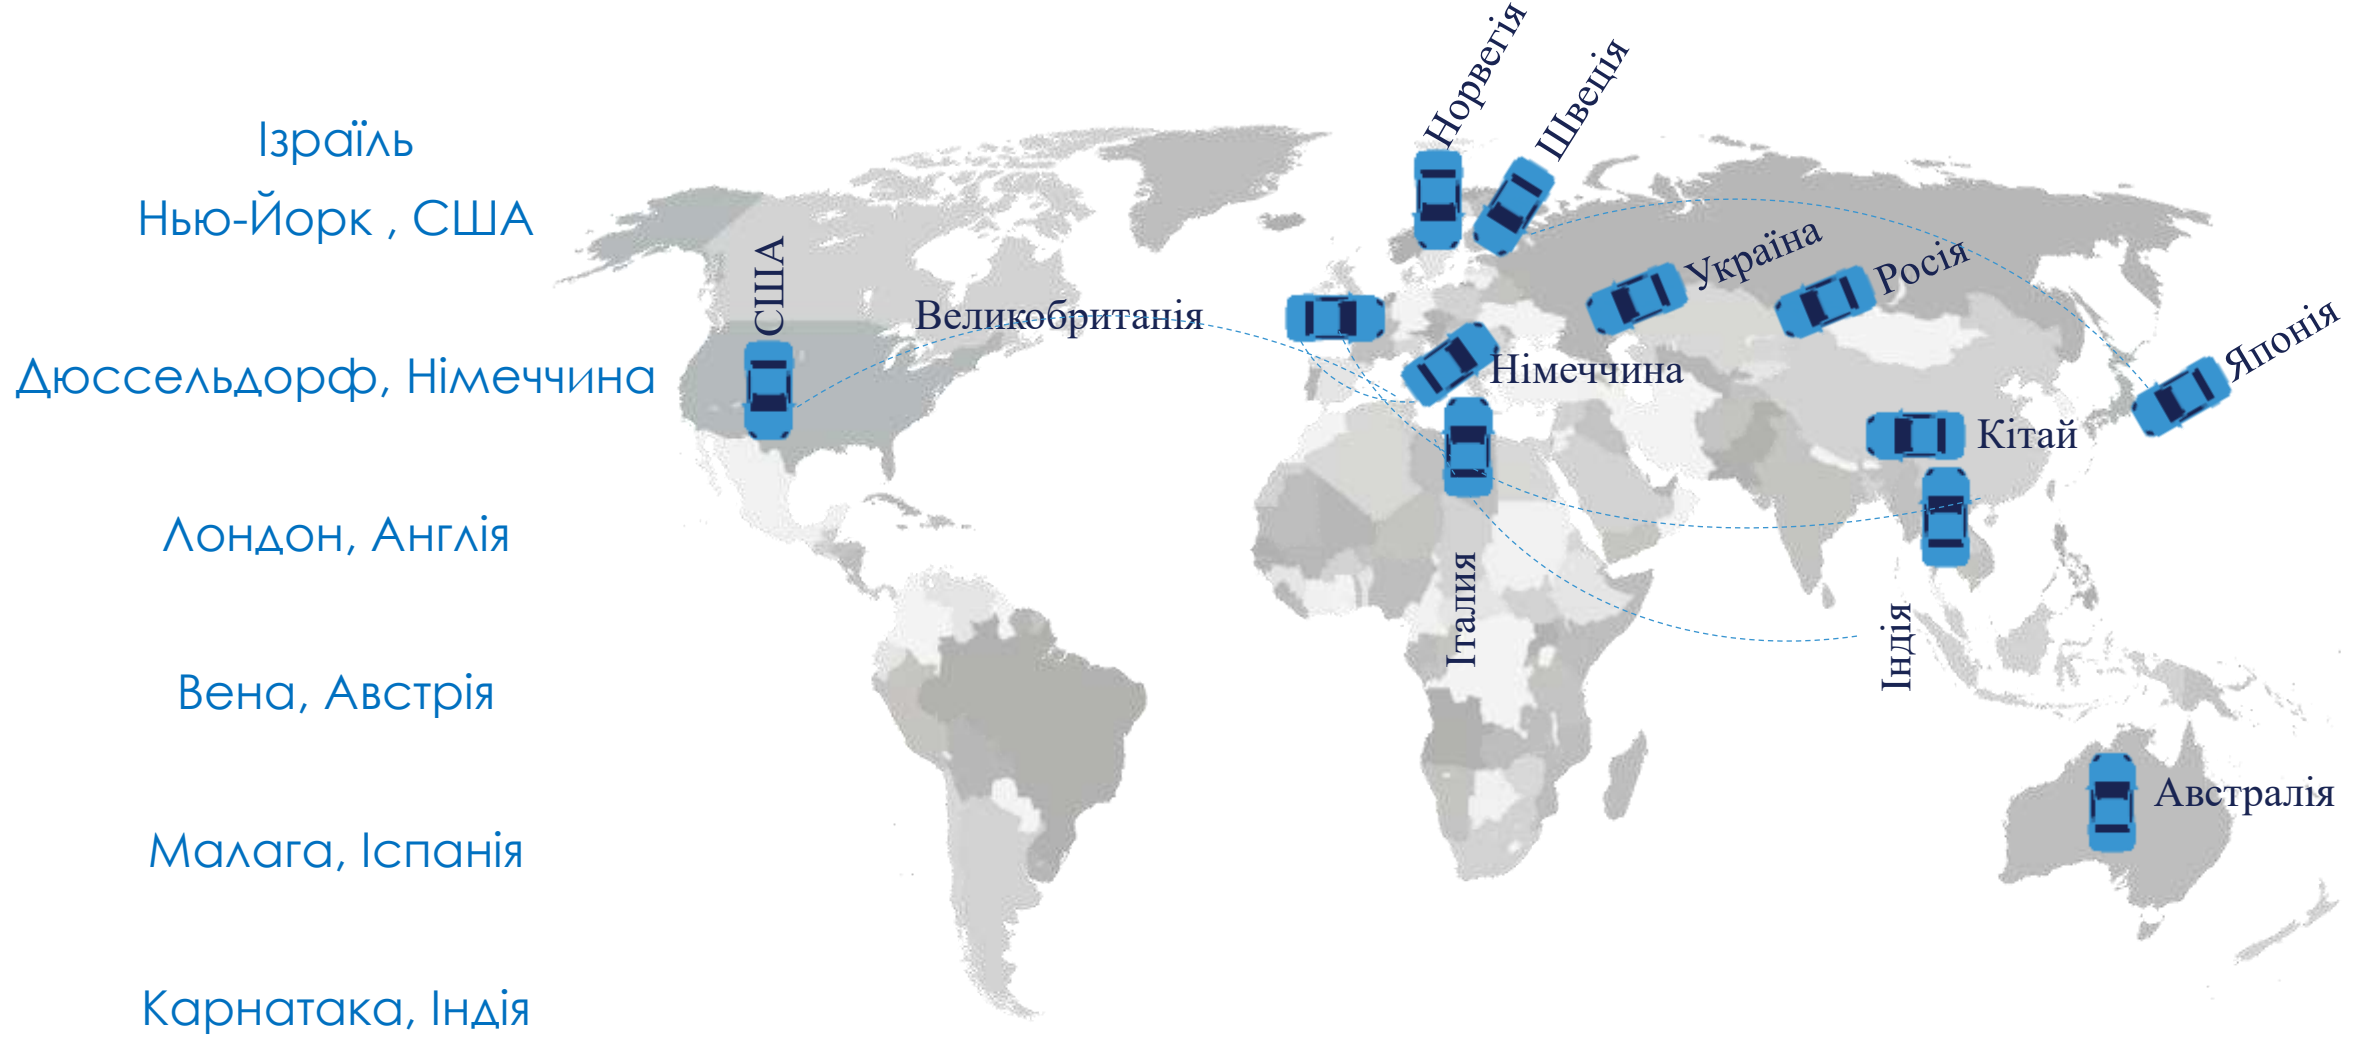 Ізраїль
Нью-Йорк , США
Дюссельдорф, Німеччина
Лондон, Англія
Вена, Австрія
Малага, Іспанія
Карнатака, Індія
Норвегія
Швеція
США
Великобританія
Україна
Росія
Японія
Німеччина
Кітай
Італия
Індія
Австралія